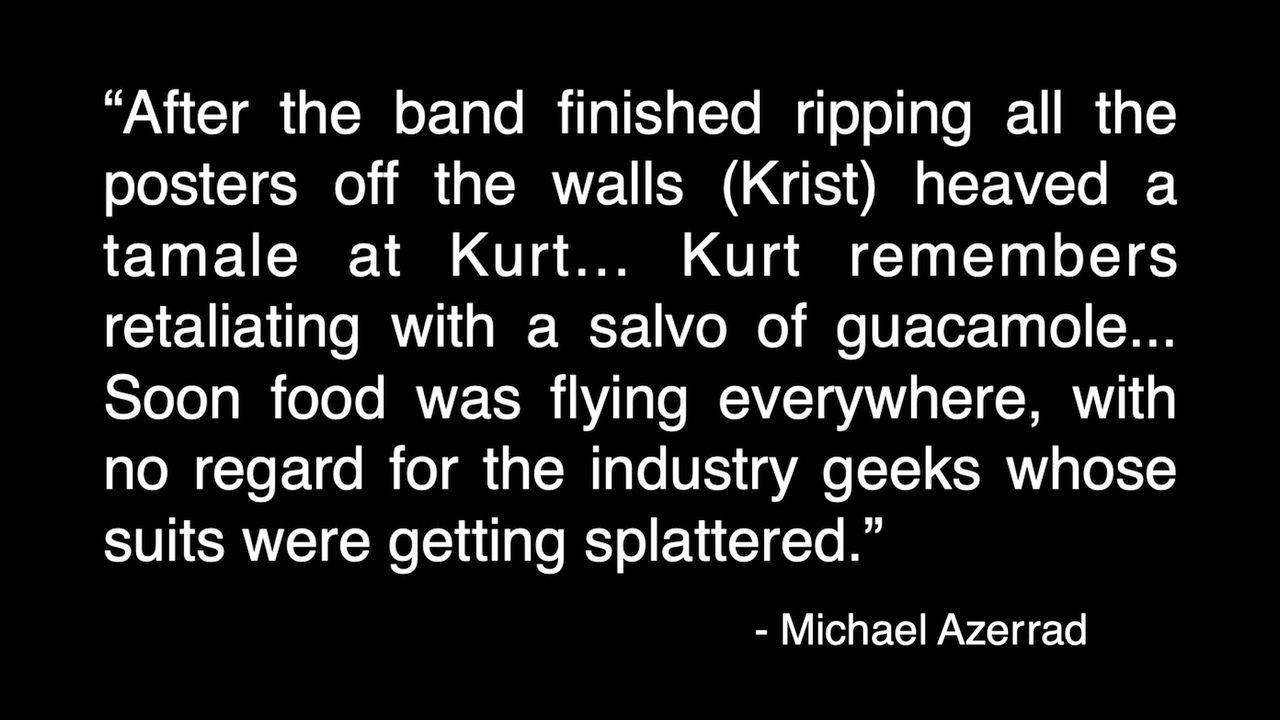 “After the band finished ripping all the
posters off the walls (Krist) heaved a
tamale at Kurt... Kurt remembers
retaliating with a salvo of guacamole...
Soon food was flying everywhere, with
no regard for the industry geeks whose
suits were getting splattered.”
- Michael Azerrad